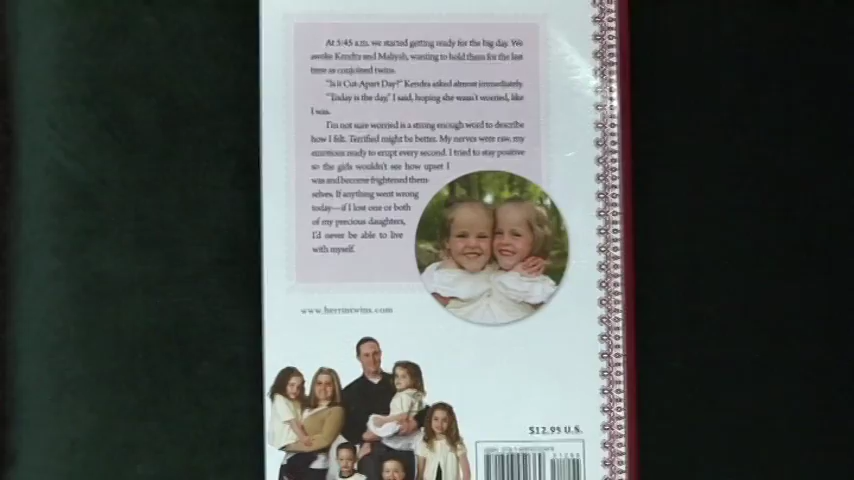 At 5:45 a.m. we started getting ready for the big day. We
awoke Kendra and Maliyah, wanting to hold them for the last
time as conjoined twins.
"Is it Cut-Apart Day?" Kendra asked almost immediately.
"Today is the day," I said, hoping she wasn't worried, like
I was.
I'm not sure worried is a strong enough word to describe
how I felt. Terrified might be better. My nerves were raw, my
emotions ready to erupt every second. I tried to stay positive
so the girls wouldn't see how upset I
was and become frightened them-
selves. If anything went wrong
today—if I lost one or both
of my precious daughters,
I'd never be able to live
with myself.
www.herrintwins.com
$12.95 U.S.